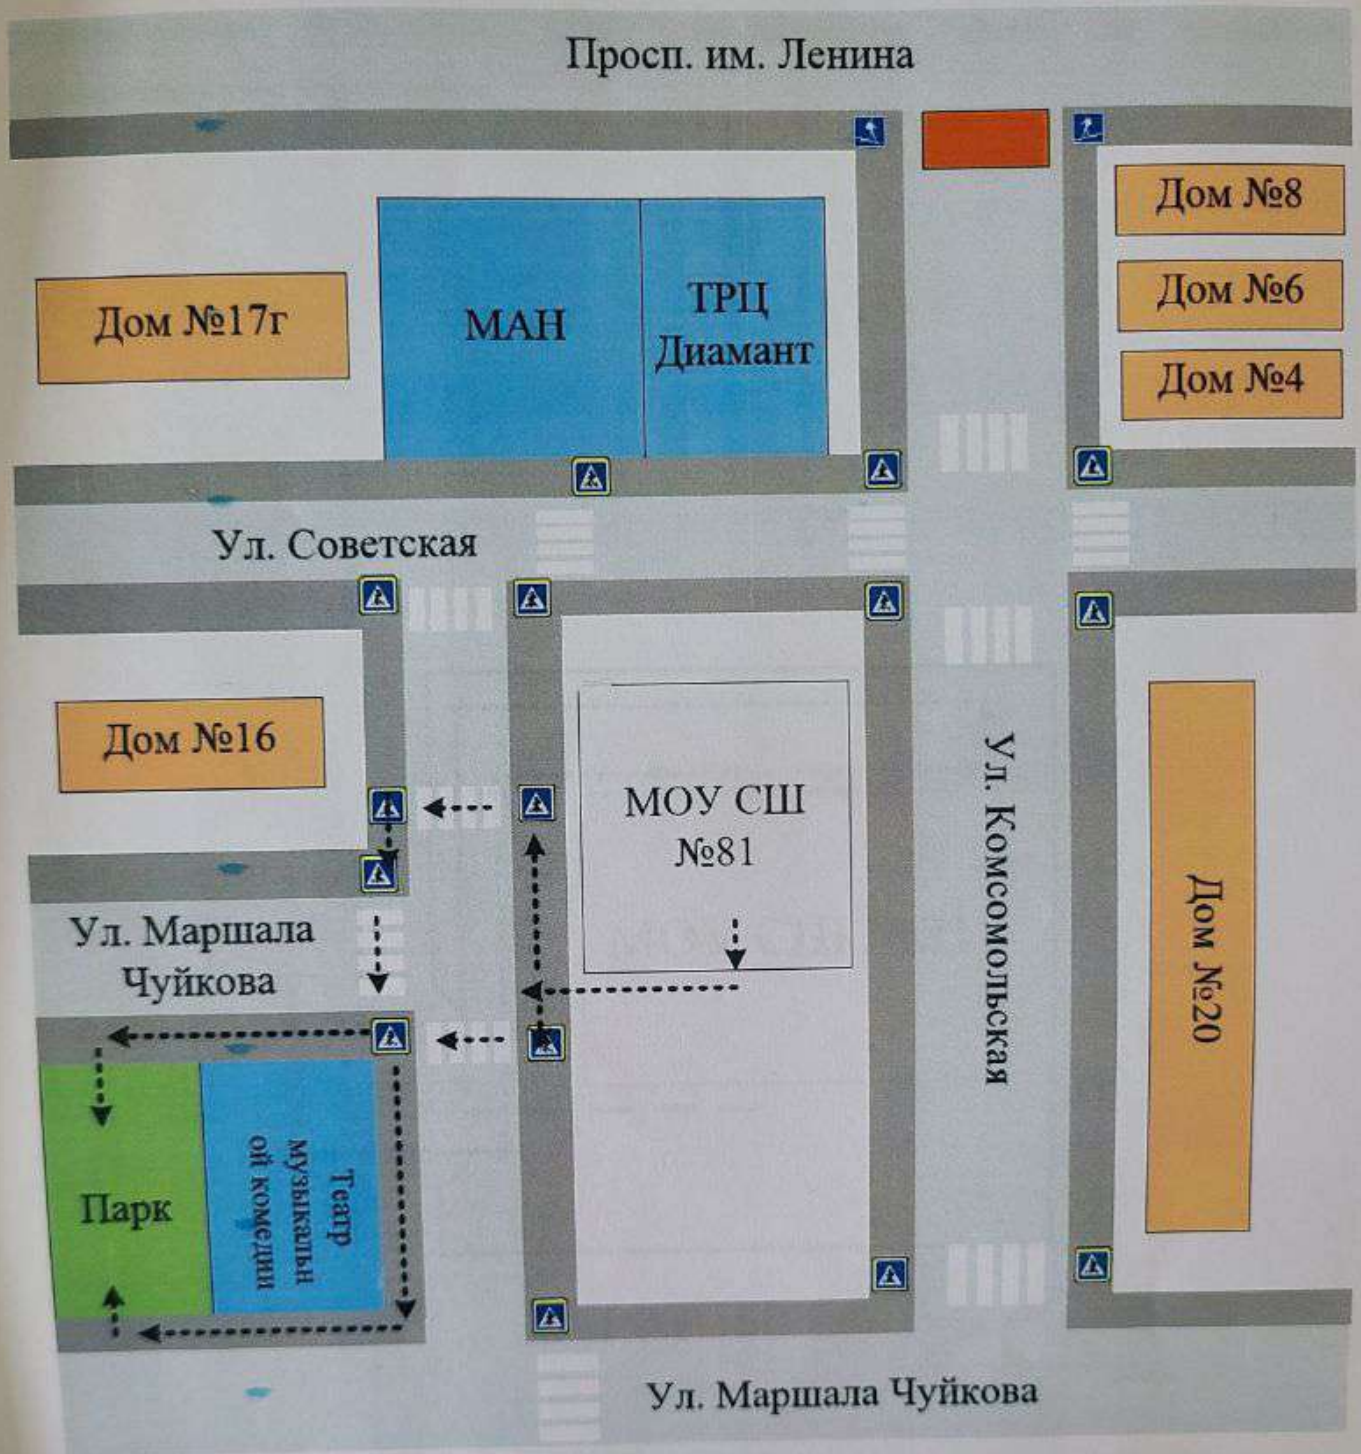 Просп. им. Ленина
Дом №8
Дом №6
Дом №4
Дом №17г
МАН
ТРЦ
Диамант
Ул. Советская
Дом №16
МОУ СШ
№81
Ул. Комсомольская
Дом №20
Ул. Маршала
Чуйкова
Парк
Театр
музыкальн
ой комедии
Ул. Маршала Чуйкова